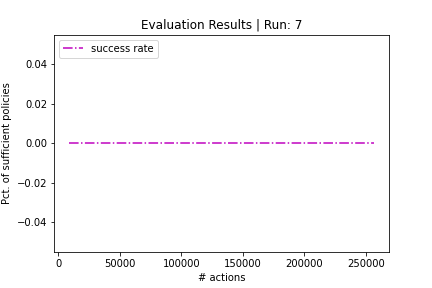 Evaluation Results | Run: 7
success rate
Pct. of sufficient policies
0.04
0.02
0.00
−0.02
−0.04
0 50000 100000 150000 200000 250000
# actions